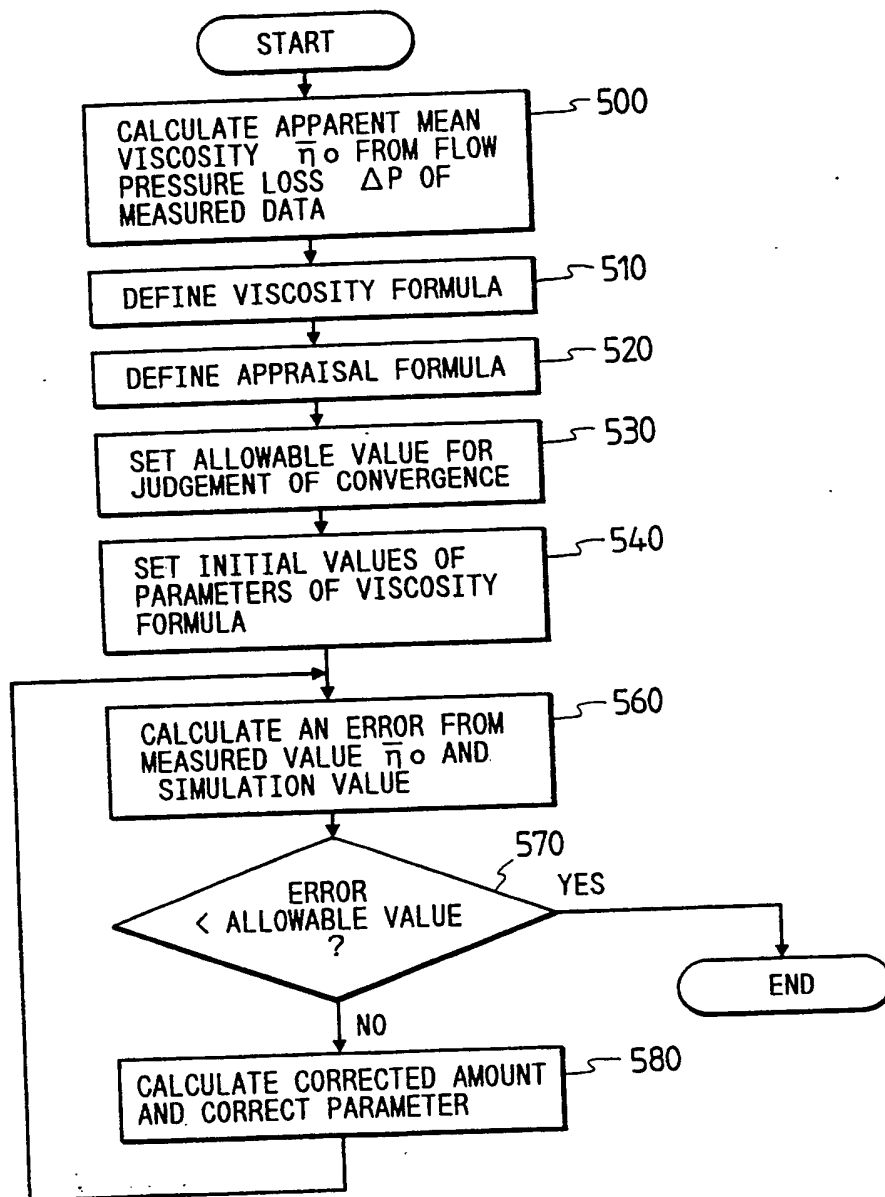 START
500
CALCULATE APPARENT MEAN
VISCOSITY η̅o FROM FLOW
PRESSURE LOSS ΔP OF
MEASURED DATA
510
DEFINE VISCOSITY FORMULA
520
DEFINE APPRAISAL FORMULA
530
SET ALLOWABLE VALUE FOR
JUDGEMENT OF CONVERGENCE
540
SET INITIAL VALUES OF
PARAMETERS OF VISCOSITY
FORMULA
560
CALCULATE AN ERROR FROM
MEASURED VALUE η̅o AND
SIMULATION VALUE
570
ERROR
< ALLOWABLE VALUE
?
YES
END
NO
580
CALCULATE CORRECTED AMOUNT
AND CORRECT PARAMETER